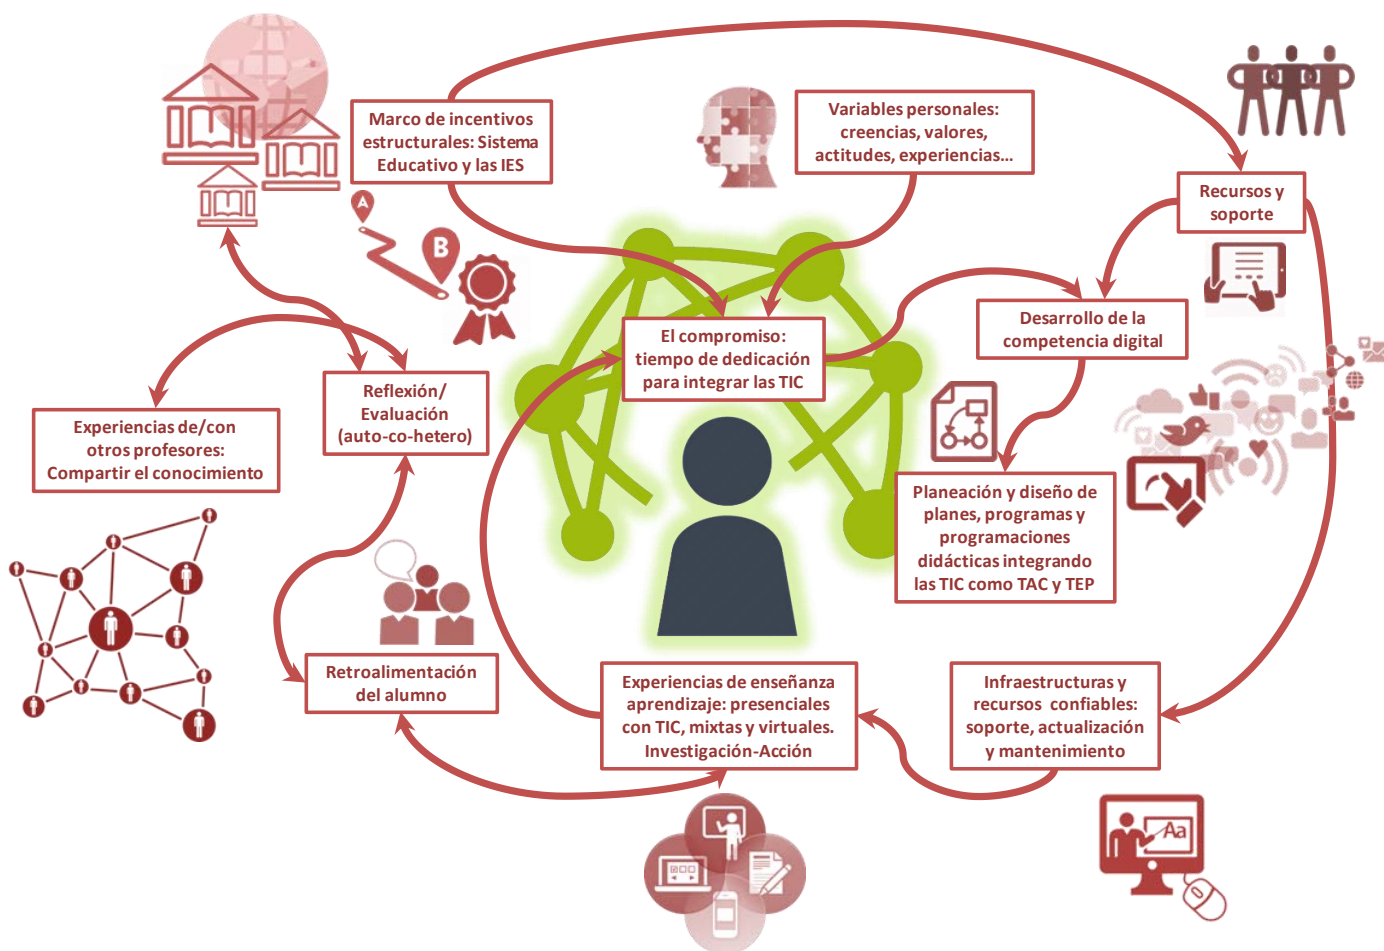 Marco de incentivos
estructurales: Sistema
Educativo y las IES
Variables personales:
creencias, valores,
actitudes, experiencias...
Recursos y
soporte
A
B
El compromiso:
tiempo de dedicación
para integrar las TIC
Desarrollo de la
competencia digital
Reflexión/
Evaluación
(auto-co-hetero)
Experiencias de/con
otros profesores:
Compartir el conocimiento
Planeación y diseño de
planes, programas y
programaciones
didácticas integrando
las TIC como TAC y TEP
Retroalimentación
del alumno
Experiencias de enseñanza
aprendizaje: presenciales
con TIC, mixtas y virtuales.
Investigación-Acción
Infraestructuras y
recursos confiables:
soporte, actualización
y mantenimiento
Aa